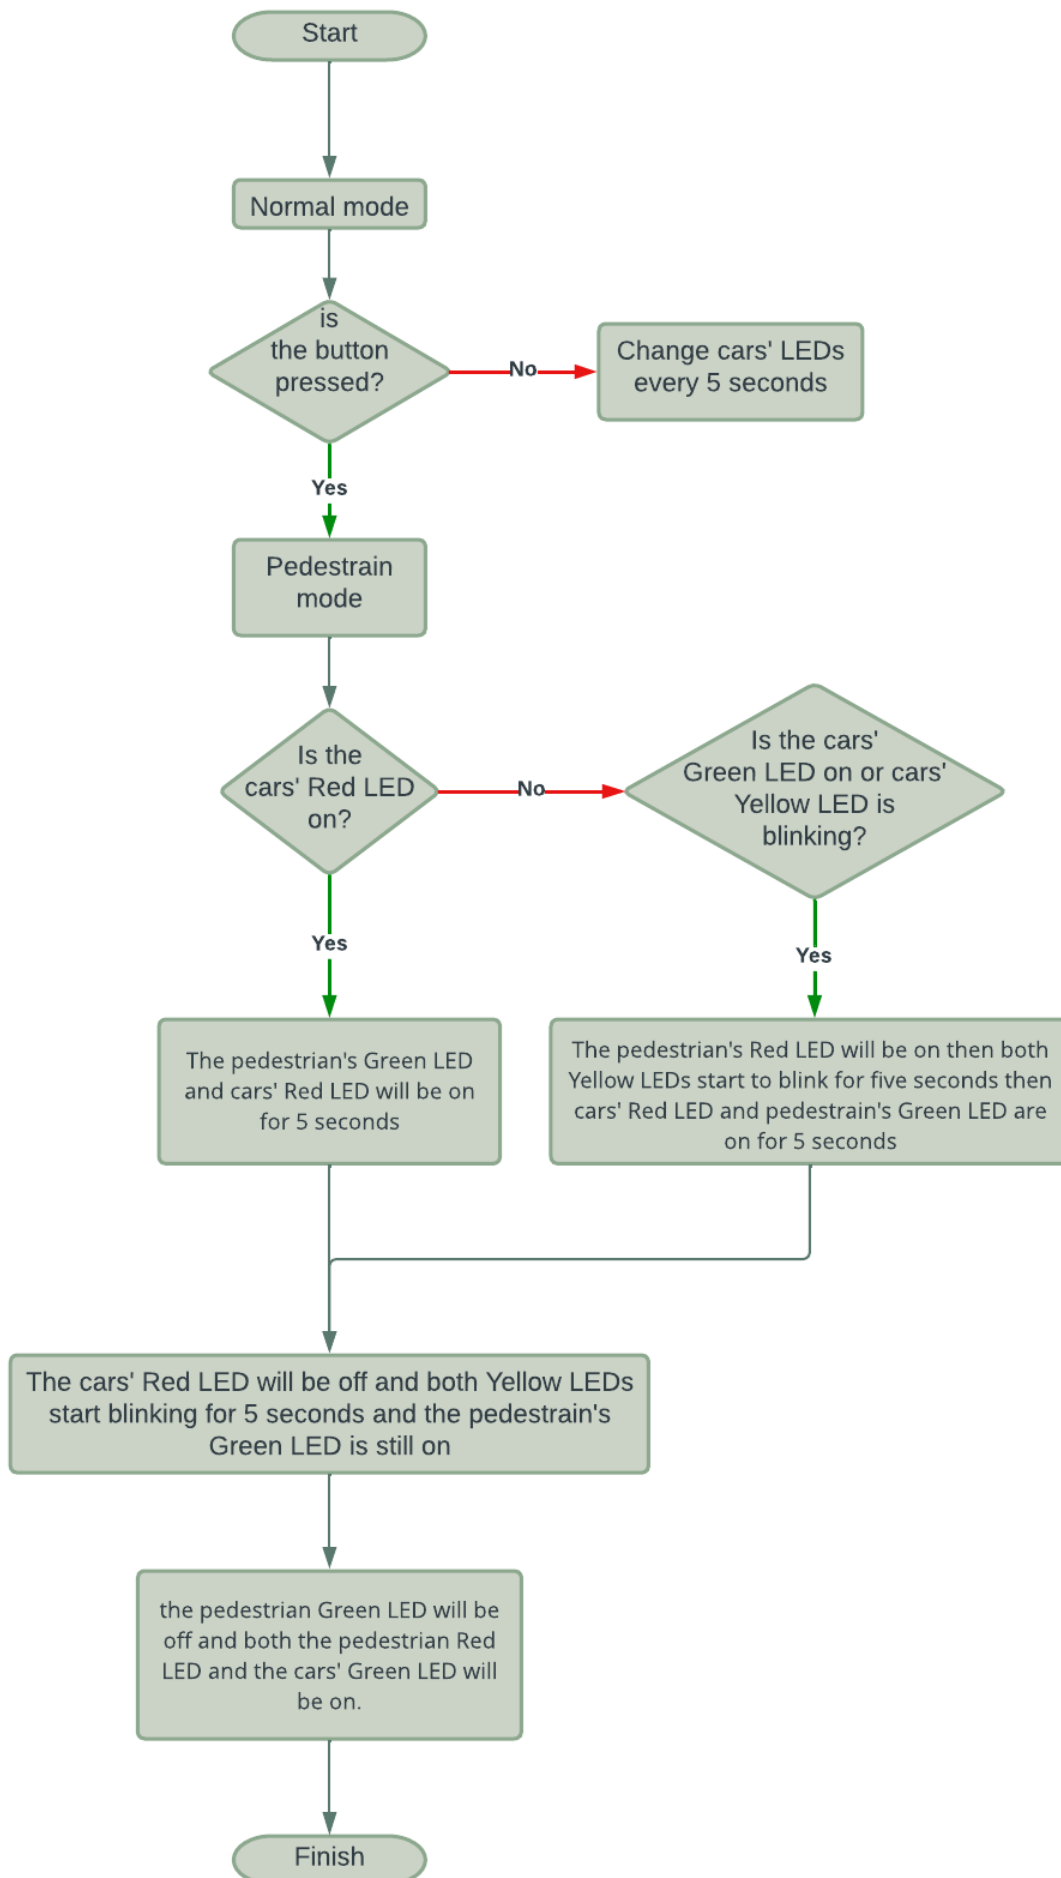 Start
Normal mode
is
the button
pressed?
No
Change cars' LEDs
every 5 seconds
Yes
Pedestrain
mode
Is the
cars' Red LED
on?
No
Is the cars'
Green LED on or cars'
Yellow LED is
blinking?
Yes
Yes
The pedestrian's Green LED
and cars' Red LED will be on
for 5 seconds
The pedestrian's Red LED will be on then both
Yellow LEDs start to blink for five seconds then
cars' Red LED and pedestrain's Green LED are
on for 5 seconds
The cars' Red LED will be off and both Yellow LEDs
start blinking for 5 seconds and the pedestrain's
Green LED is still on
the pedestrian Green LED will be
off and both the pedestrian Red
LED and the cars' Green LED will
be on.
Finish